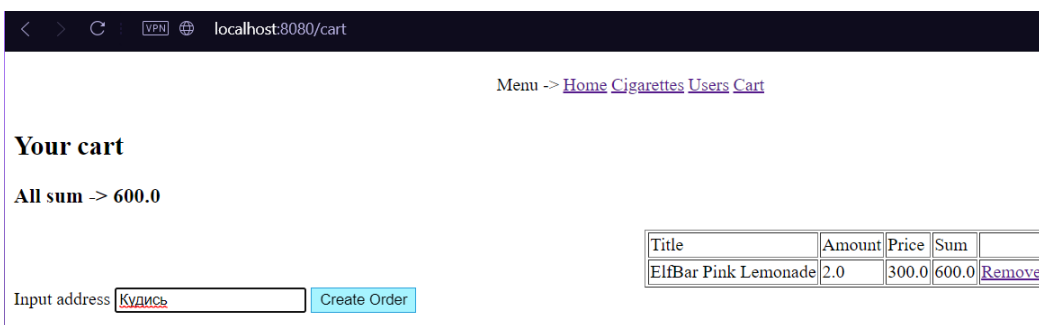 VPN localhost:8080/cart
Menu -> Home Cigarettes Users Cart
Your cart
All sum -> 600.0
Title Amount Price Sum
ElfBar Pink Lemonade 2.0 300.0 600.0 Remove
Input address Кудись Create Order